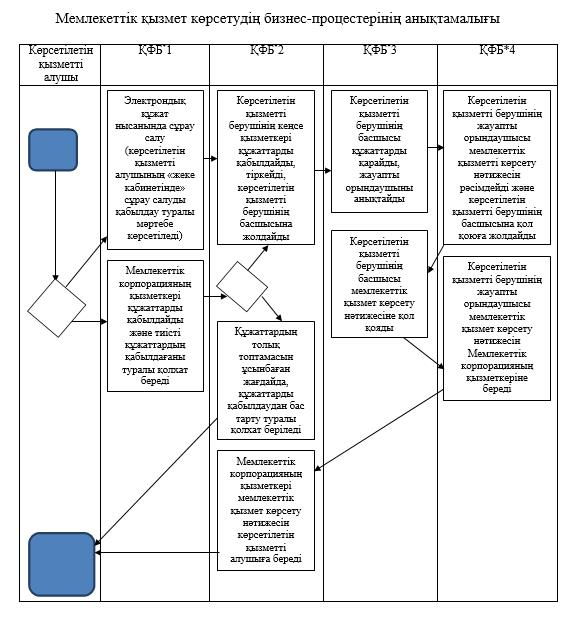 Мемлекеттік қызмет көрсетудің бизнес-процестерінің анықтамалығы
Көрсетілетін
қызметті
алушы
ҚФБ*1
ҚФБ*2
ҚФБ*3
ҚФБ*4
Электрондық
құжат
нысанында сұрау
салу
(көрсетілетін
қызметті
алушының «жеке
кабинетінде»
сұрау салуды
қабылдау туралы
мәртебе
көрсетіледі)
Мемлекеттік
корпорацияның
қызметкері
құжаттарды
қабылдайды
және тиісті
құжаттардың
қабылдағаны
туралы қолхат
береді
Көрсетілетін
қызметті
берушінің кеңсе
қызметкері
құжаттарды
қабылдайды,
тіркейді,
көрсетілетін
қызметті
берушінің
басшысына
жолдайды
Құжаттардың
толық
топтамасын
ұсынбаған
жағдайда,
құжаттарды
қабылдаудан бас
тарту туралы
қолхат беріледі
Мемлекеттік
корпорацияның
қызметкері
мемлекеттік
қызмет көрсету
нәтижесін
көрсетілетін
қызметті
алушыға береді
Көрсетілетін
қызметті
берушінің
басшысы
құжаттарды
қарайды,
жауапты
орындаушыны
анықтайды
Көрсетілетін
қызметті
берушінің
басшысы
мемлекеттік
қызмет көрсету
нәтижесіне қол
қояды
Көрсетілетін
қызметті берушінің
жауапты
орындаушысы
мемлекеттік
қызметті көрсету
нәтижесін
рәсімдейді және
көрсетілетін
қызметті берушінің
басшысына қол
қоюға жолдайды
Көрсетілетін
қызметті берушінің
жауапты
орындаушысы
мемлекеттік
қызмет көрсету
нәтижесін
Мемлекеттік
корпорацияның
қызметкеріне
береді